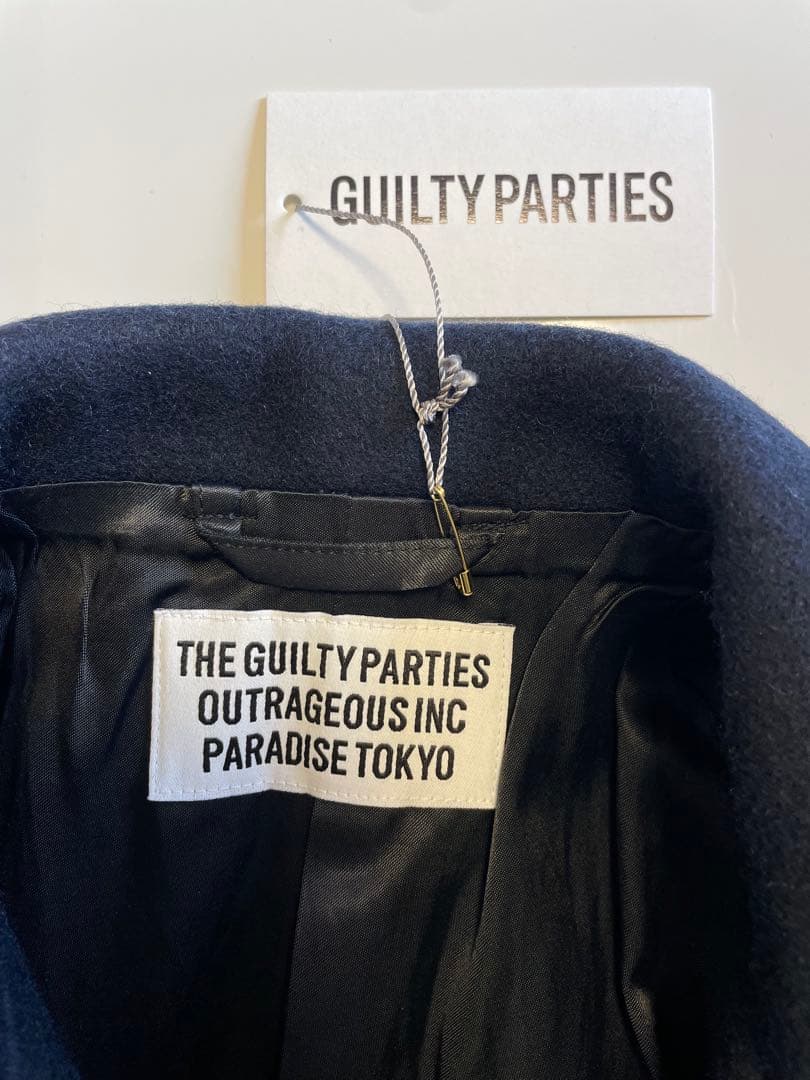 GUILTY PARTIES
THE GUILTY PARTIES
OUTRAGEOUS INC
PARADISE TOKYO